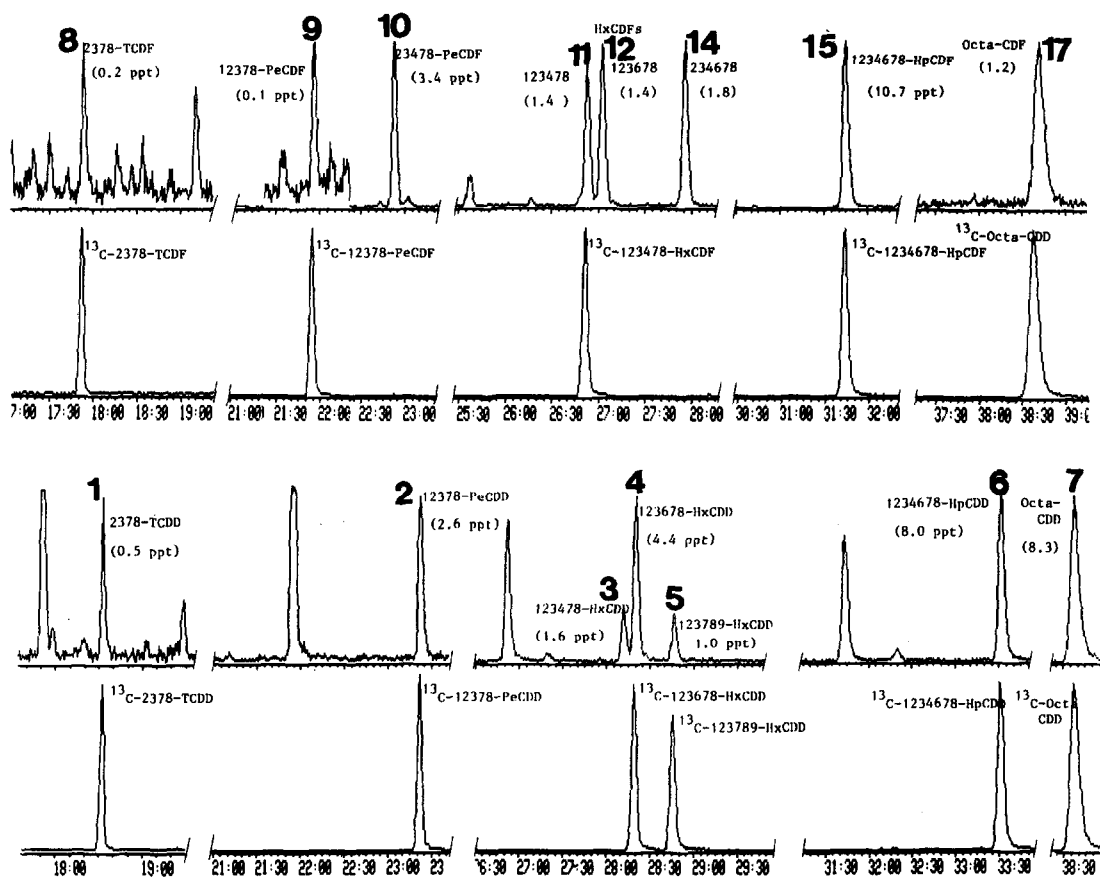 8 9 10 11 HxCDFs 12 14 15 17
2378-TCDF
(0.2 ppt)
12378-PeCDF
(0.1 ppt)
23478-PeCDF
(3.4 ppt)
123478
(1.4 )
123678
(1.4)
234678
(1.8)
1234678-HpCDF
(10.7 ppt)
Octa-CDF
(1.2)
13C-2378-TCDF
13C-12378-PeCDF
13C-123478-HxCDF
13C-1234678-HpCDF
13C-Octa-CDD
7:00 17:30 18:00 18:30 19:00
21:00 21:30 22:00 22:30 23:00
25:30 26:00 26:30 27:00 27:30 28:00
30:30 31:00 31:30 32:00
37:30 38:00 38:30
1 2 3 4 5 6 7
2378-TCDD
(0.5 ppt)
12378-PeCDD
(2.6 ppt)
123478-HxCDD
(1.6 ppt)
123678-HxCDD
(4.4 ppt)
123789-HxCDD
1.0 ppt)
1234678-HpCDD
(8.0 ppt)
Octa-
CDD
(8.3)
13C-2378-TCDD
13C-12378-PeCDD
13C-123678-HxCDD
13C-123789-HxCDD
13C-1234678-HpCDD
13C-Octa
CDD
18:00 19:00
21:00 21:30 22:00 22:30 23:00 23
6:30 27:00 27:30 28:00 28:30 29:00 29:30
31:30 32:00 32:30 33:00 33:30
38:30